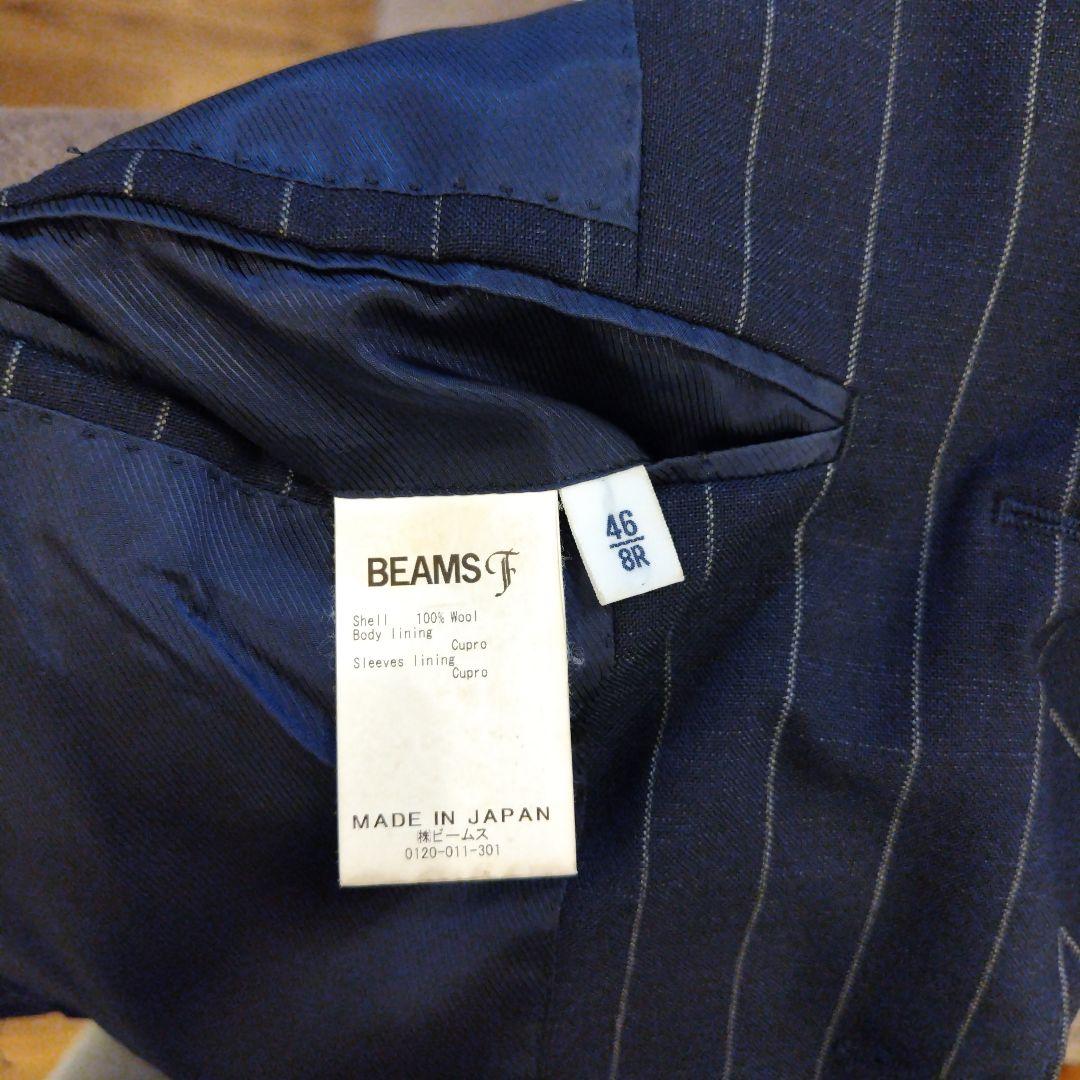 46
8R
BEAMS F
Shell 100% Wool
Body lining
Cupro
Sleeves lining
Cupro
MADE IN JAPAN
㈱ビームス
0120-011-301